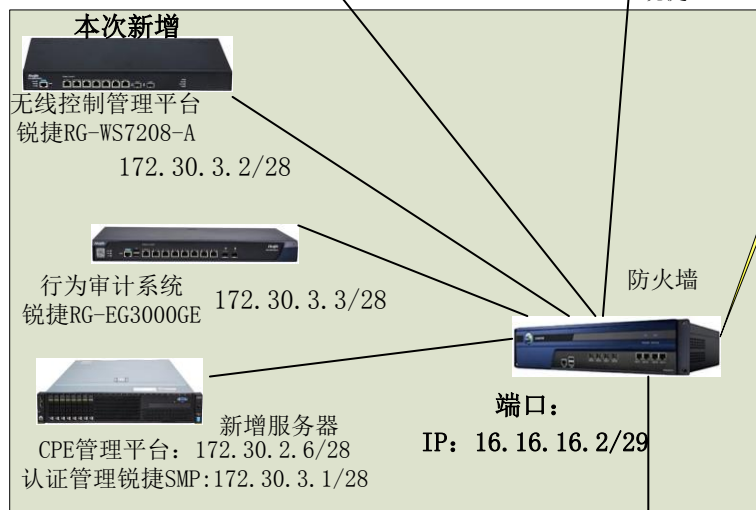 本次新增
无线控制管理平台
锐捷RG-WS7208-A
172.30.3.2/28
行为审计系统
锐捷RG-EG3000GE
172.30.3.3/28
防火墙
端口：
IP: 16.16.16.2/29
新增服务器
CPE管理平台：172.30.2.6/28
认证管理锐捷SMP:172.30.3.1/28